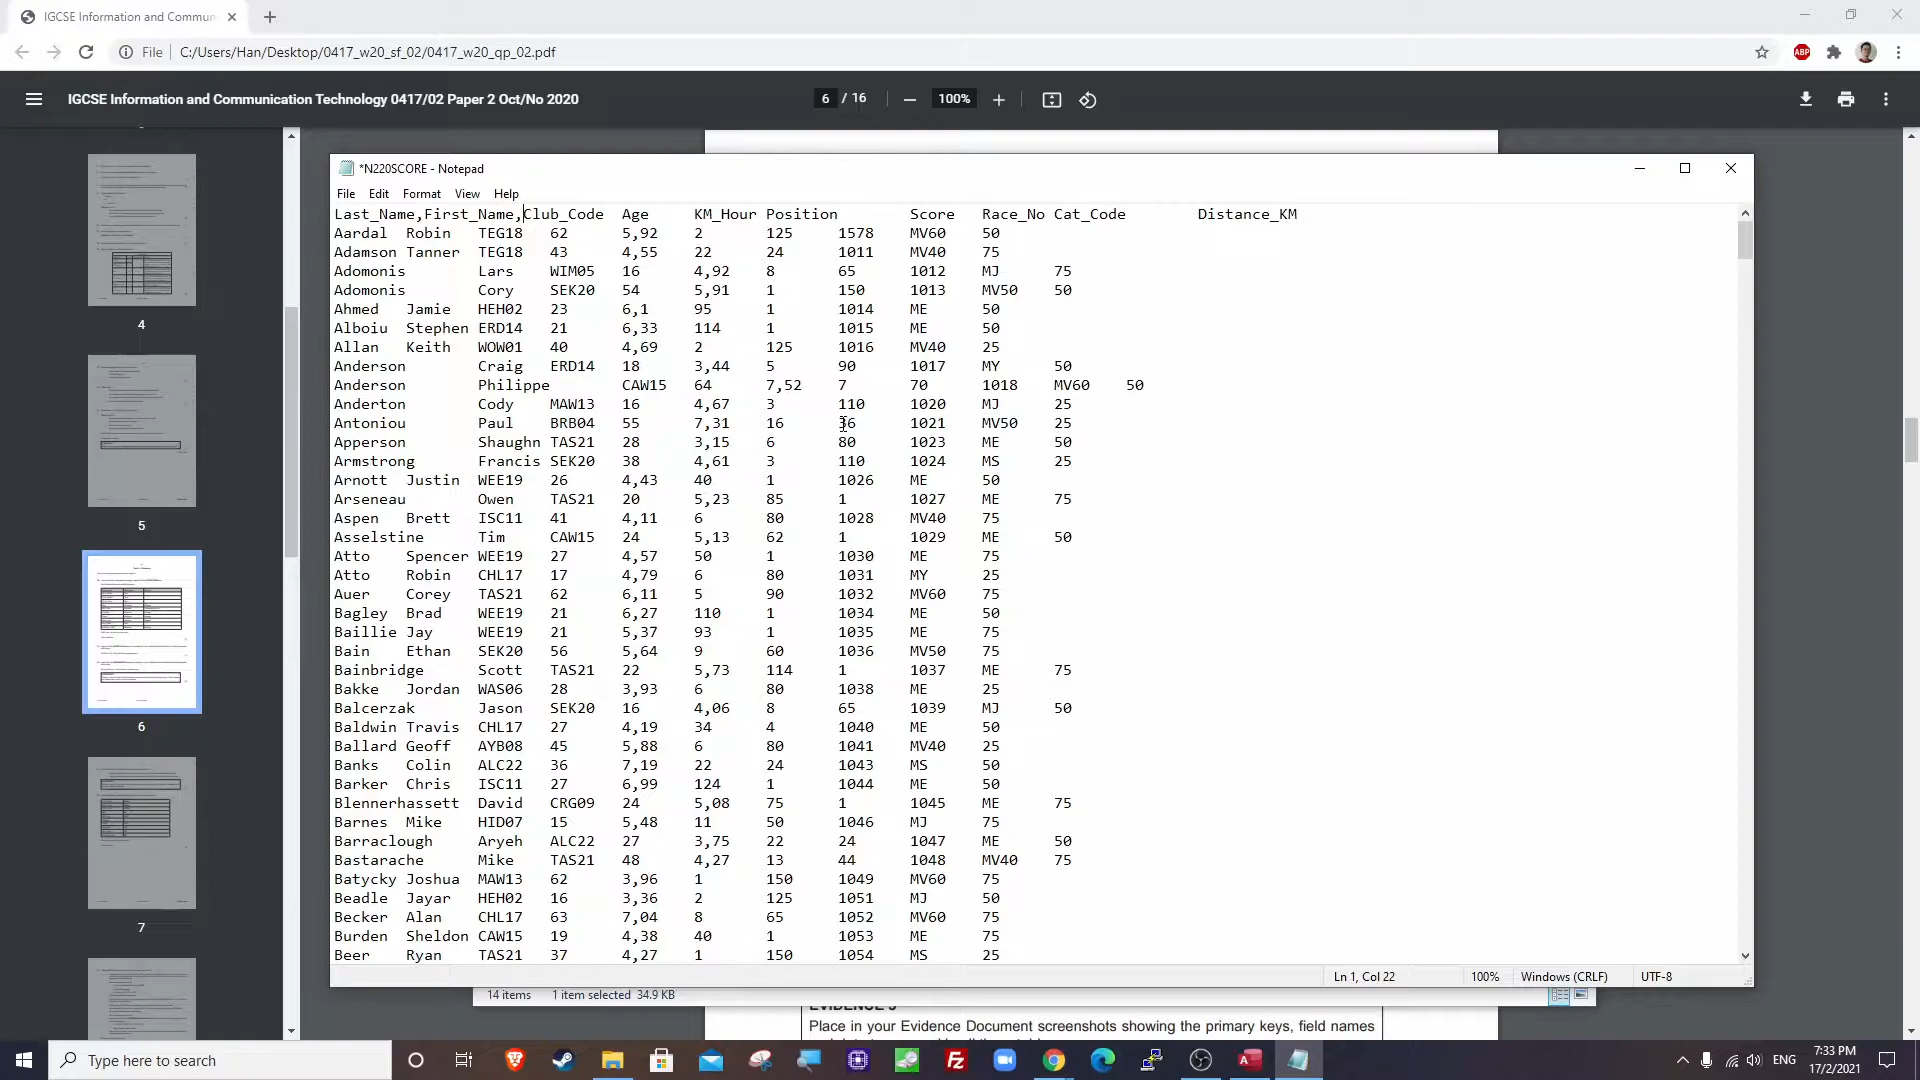 IGCSE Information and Commun
File C:/Users/Han/Desktop/0417_w20_sf_02/0417_w20_qp_02.pdf
ABP
IGCSE Information and Communication Technology 0417/02 Paper 2 Oct/No 2020
6 / 16
100%
*N220SCORE - Notepad
File Edit Format View Help
Last_Name,First_Name,Club_Code Age KM_Hour Position Score Race_No Cat_Code Distance_KM
Aardal Robin TEG18 62 5,92 2 125 1578 MV60 50
Adamson Tanner TEG18 43 4,55 22 24 1011 MV40 75
Adomonis Lars WIM05 16 4,92 8 65 1012 MJ 75
Adomonis Cory SEK20 54 5,91 1 150 1013 MV50 50
Ahmed Jamie HEH02 23 6,1 95 1 1014 ME 50
Alboiu Stephen ERD14 21 6,33 114 1 1015 ME 50
Allan Keith WOW01 40 4,69 2 125 1016 MV40 25
Anderson Craig ERD14 18 3,44 5 90 1017 MY 50
Anderson Philippe CAW15 64 7,52 7 70 1018 MV60 50
Anderton Cody MAW13 16 4,67 3 110 1020 MJ 25
Antoniou Paul BRB04 55 7,31 16 36 1021 MV50 25
Apperson Shaughn TAS21 28 3,15 6 80 1023 ME 50
Armstrong Francis SEK20 38 4,61 3 110 1024 MS 25
Arnott Justin WEE19 26 4,43 40 1 1026 ME 50
Arseneau Owen TAS21 20 5,23 85 1 1027 ME 75
Aspen Brett ISC11 41 4,11 6 80 1028 MV40 75
Asselstine Tim CAW15 24 5,13 62 1 1029 ME 50
Atto Spencer WEE19 27 4,57 50 1 1030 ME 75
Atto Robin CHL17 17 4,79 6 80 1031 MY 25
Auer Corey TAS21 62 6,11 5 90 1032 MV60 75
Bagley Brad WEE19 21 6,27 110 1 1034 ME 50
Baillie Jay WEE19 21 5,37 93 1 1035 ME 75
Bain Ethan SEK20 56 5,64 9 60 1036 MV50 75
Bainbridge Scott TAS21 22 5,73 114 1 1037 ME 75
Bakke Jordan WAS06 28 3,93 6 80 1038 ME 25
Balcerzak Jason SEK20 16 4,06 8 65 1039 MJ 50
Baldwin Travis CHL17 27 4,19 34 4 1040 ME 50
Ballard Geoff AYB08 45 5,88 6 80 1041 MV40 25
Banks Colin ALC22 36 7,19 22 24 1043 MS 50
Barker Chris ISC11 27 6,99 124 1 1044 ME 50
Blennerhassett David CRG09 24 5,08 75 1 1045 ME 75
Barnes Mike HID07 15 5,48 11 50 1046 MJ 75
Barraclough Aryeh ALC22 27 3,75 22 24 1047 ME 50
Bastarache Mike TAS21 48 4,27 13 44 1048 MV40 75
Batycky Joshua MAW13 62 3,96 1 150 1049 MV60 75
Beadle Jayar HEH02 16 3,36 2 125 1051 MJ 50
Becker Alan CHL17 63 7,04 8 65 1052 MV60 75
Burden Sheldon CAW15 19 4,38 40 1 1053 ME 75
Beer Ryan TAS21 37 4,27 1 150 1054 MS 25
Ln 1, Col 22 100% Windows (CRLF) UTF-8
4
5
6
7
14 items 1 item selected 34.9 KB
Place in your Evidence Document screenshots showing the primary keys, field names
Type here to search
ENG
7:33 PM
17/2/2021